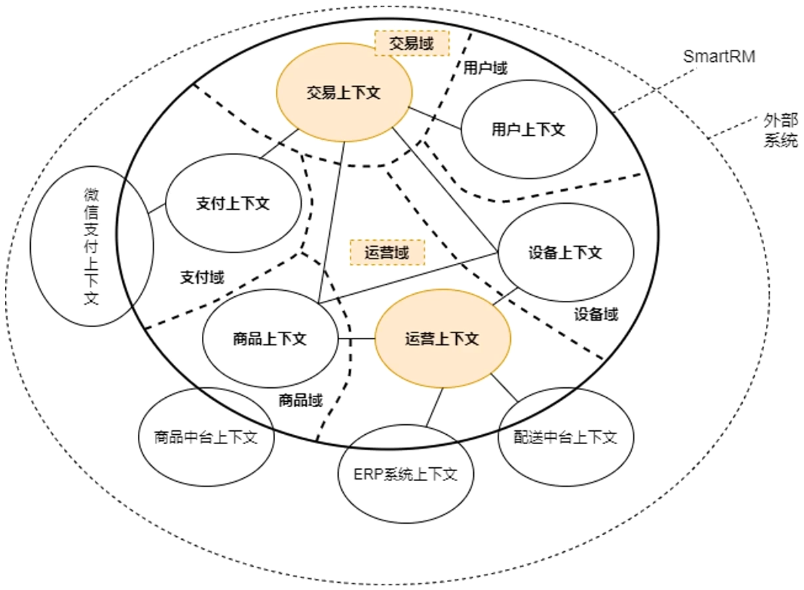 交易域
SmartRM
用户域
交易上下文
外部
系统
用户上下文
微信支付上下文
支付上下文
运营域
设备上下文
支付域
设备域
商品上下文
运营上下文
商品域
商品中台上下文
配送中台上下文
ERP系统上下文